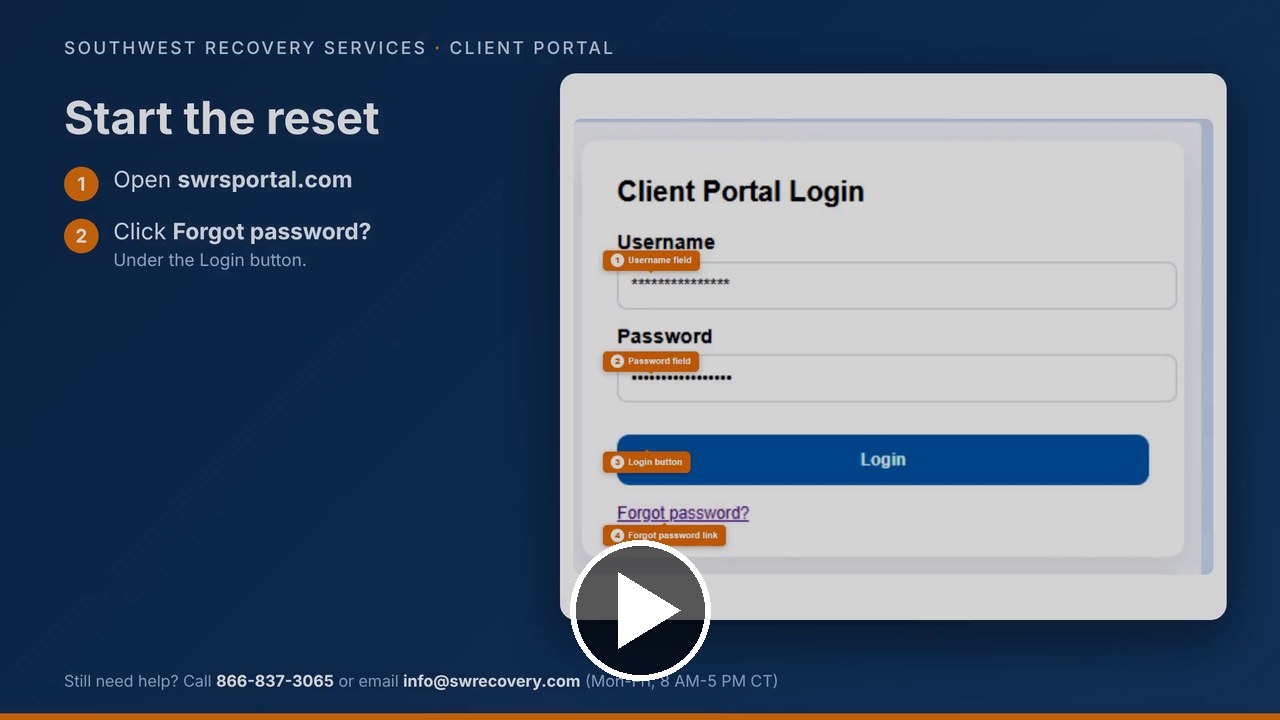 SOUTHWEST RECOVERY SERVICES · CLIENT PORTAL
Start the reset
1 Open swrsportal.com
2 Click Forgot password?
Under the Login button.
Client Portal Login
Username
1 Username field
***************
Password
2 Password field
•••••••••••••••••
3 Login button
Login
Forgot password?
4 Forgot password link
Still need help? Call 866-837-3065 or email info@swrecovery.com (Mon-Fri, 8 AM-5 PM CT)